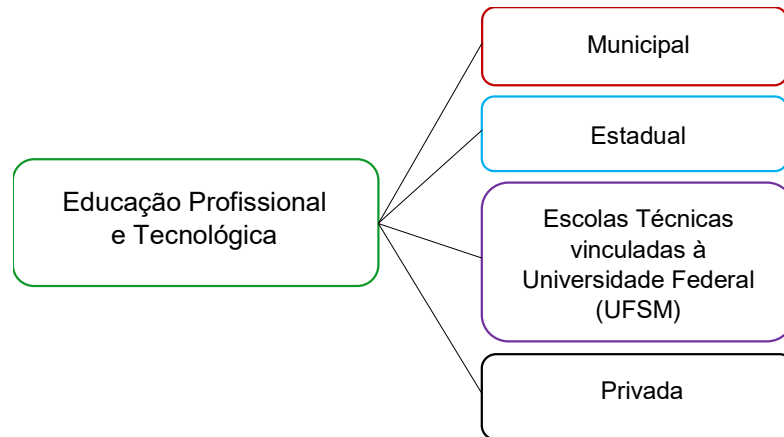 Educação Profissional
e Tecnológica
Municipal
Estadual
Escolas Técnicas
vinculadas à
Universidade Federal
(UFSM)
Privada